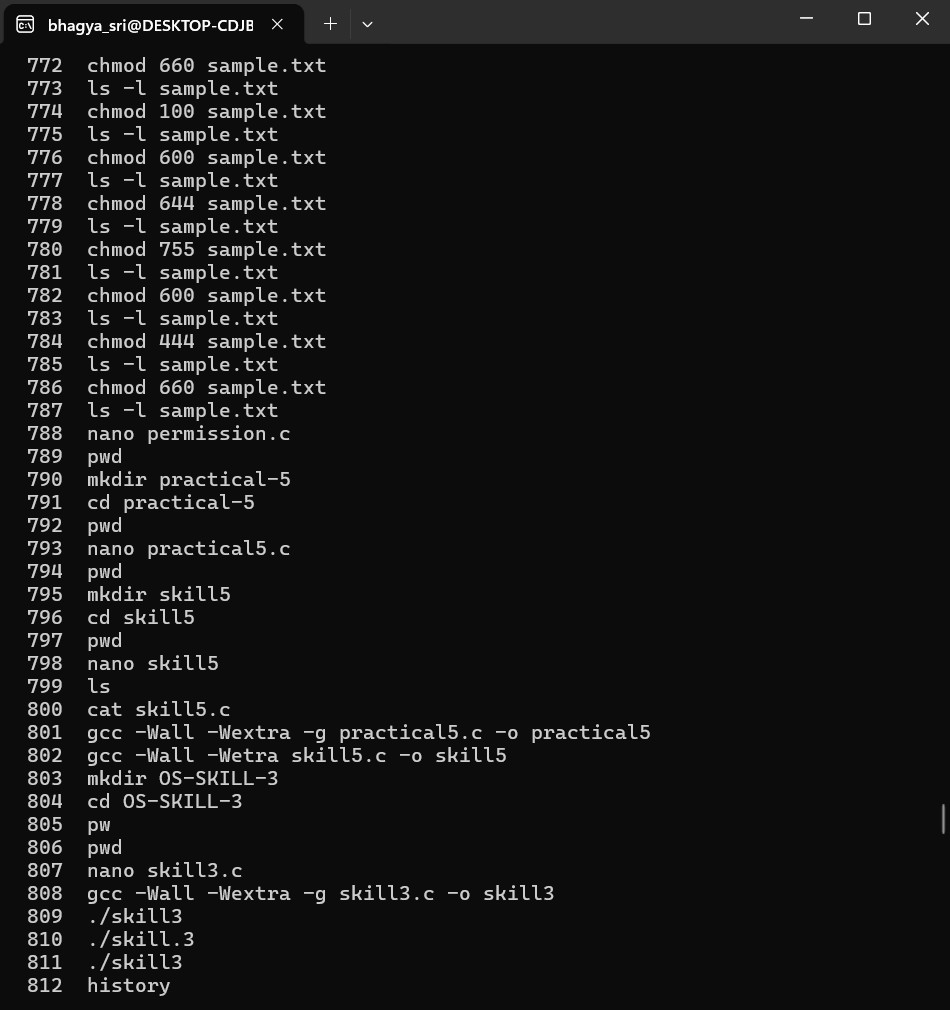 bhagya_sri@DESKTOP-CDJB
772 chmod 660 sample.txt
773 ls -l sample.txt
774 chmod 100 sample.txt
775 ls -l sample.txt
776 chmod 600 sample.txt
777 ls -l sample.txt
778 chmod 644 sample.txt
779 ls -l sample.txt
780 chmod 755 sample.txt
781 ls -l sample.txt
782 chmod 600 sample.txt
783 ls -l sample.txt
784 chmod 444 sample.txt
785 ls -l sample.txt
786 chmod 660 sample.txt
787 ls -l sample.txt
788 nano permission.c
789 pwd
790 mkdir practical-5
791 cd practical-5
792 pwd
793 nano practical5.c
794 pwd
795 mkdir skill5
796 cd skill5
797 pwd
798 nano skill5
799 ls
800 cat skill5.c
801 gcc -Wall -Wextra -g practical5.c -o practical5
802 gcc -Wall -Wetra skill5.c -o skill5
803 mkdir OS-SKILL-3
804 cd OS-SKILL-3
805 pw
806 pwd
807 nano skill3.c
808 gcc -Wall -Wextra -g skill3.c -o skill3
809 ./skill3
810 ./skill.3
811 ./skill3
812 history